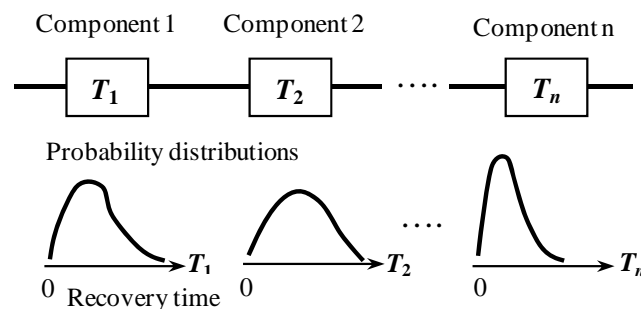 Component 1 Component 2 Component n
T1 T2 ···· Tn
Probability distributions
····
T1 T2 Tn
0 0 0
Recovery time